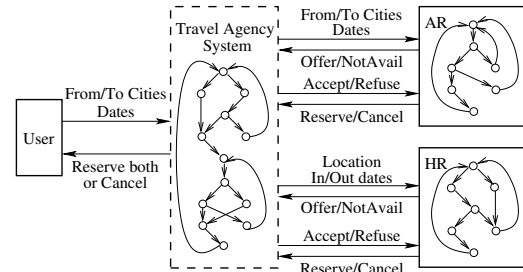 Travel Agency
System
User
From/To Cities
Dates
Reserve both
or Cancel
From/To Cities
Dates
Offer/NotAvail
Accept/Refuse
Reserve/Cancel
AR
Location
In/Out dates
Offer/NotAvail
Accept/Refuse
Reserve/Cancel
HR